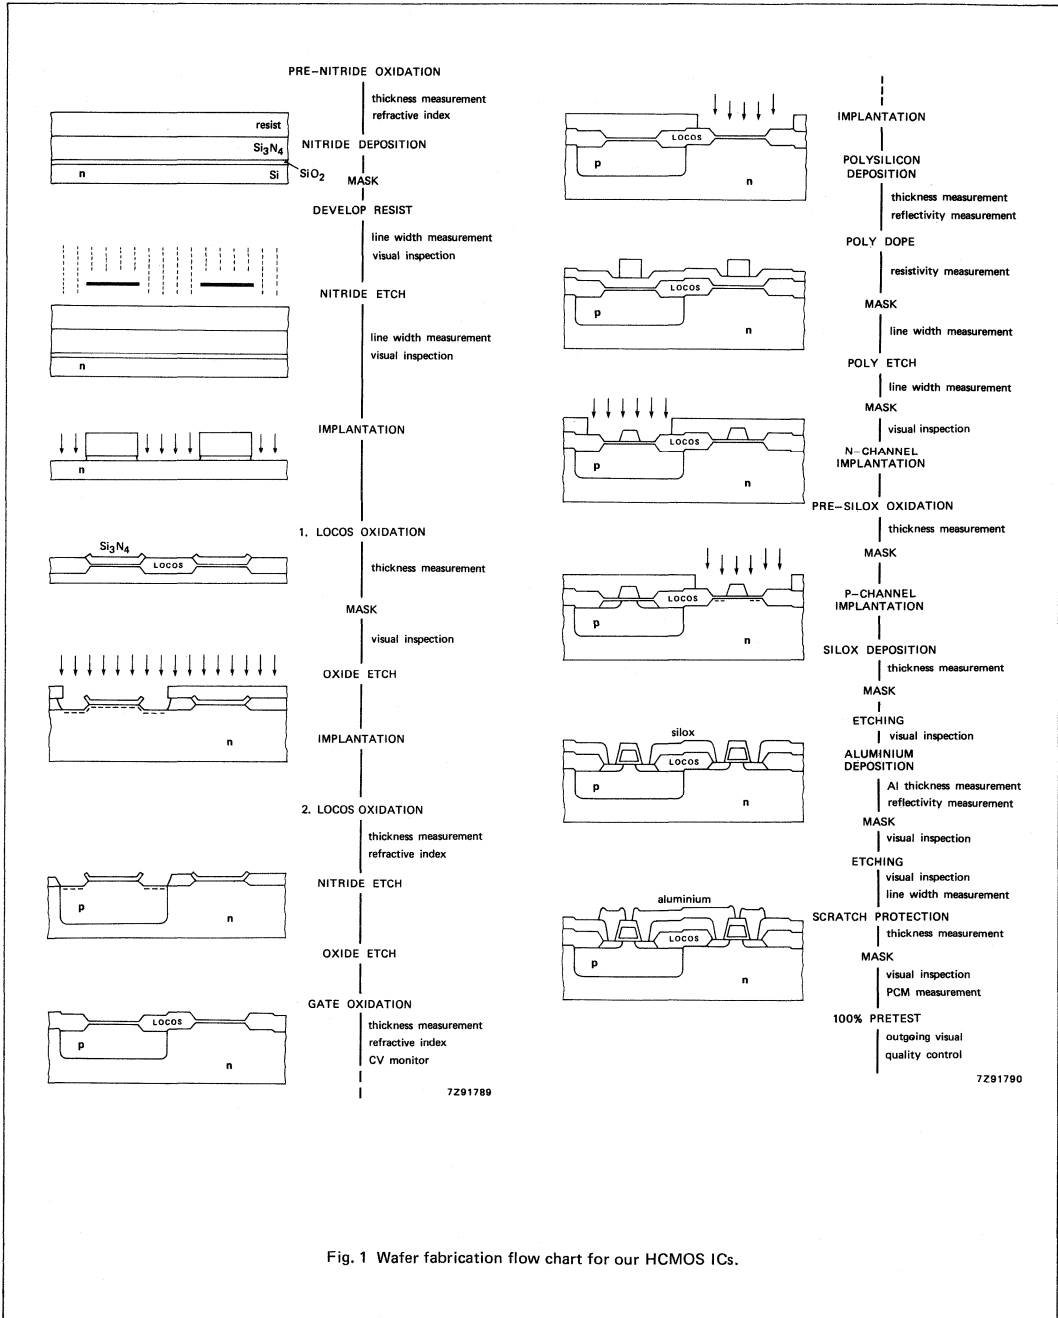 PRE-NITRIDE OXIDATION
thickness measurement
refractive index
resist
Si3N4
NITRIDE DEPOSITION
n
Si
SiO2
MASK
DEVELOP RESIST
line width measurement
visual inspection
NITRIDE ETCH
line width measurement
visual inspection
n
IMPLANTATION
n
1. LOCOS OXIDATION
Si3N4
LOCOS
thickness measurement
MASK
visual inspection
OXIDE ETCH
n
IMPLANTATION
2. LOCOS OXIDATION
thickness measurement
refractive index
NITRIDE ETCH
p
n
OXIDE ETCH
GATE OXIDATION
LOCOS
thickness measurement
refractive index
p
CV monitor
n
7Z91789
IMPLANTATION
LOCOS
p
n
POLYSILICON
DEPOSITION
thickness measurement
reflectivity measurement
POLY DOPE
resistivity measurement
LOCOS
MASK
p
n
line width measurement
POLY ETCH
line width measurement
MASK
visual inspection
LOCOS
N-CHANNEL
IMPLANTATION
p
n
PRE-SILOX OXIDATION
thickness measurement
MASK
P-CHANNEL
IMPLANTATION
LOCOS
p
n
SILOX DEPOSITION
thickness measurement
MASK
ETCHING
visual inspection
silox
ALUMINIUM
DEPOSITION
LOCOS
p
n
Al thickness measurement
reflectivity measurement
MASK
visual inspection
ETCHING
visual inspection
line width measurement
aluminium
SCRATCH PROTECTION
thickness measurement
LOCOS
MASK
p
n
visual inspection
PCM measurement
100% PRETEST
outgoing visual
quality control
7Z91790
Fig. 1 Wafer fabrication flow chart for our HCMOS ICs.